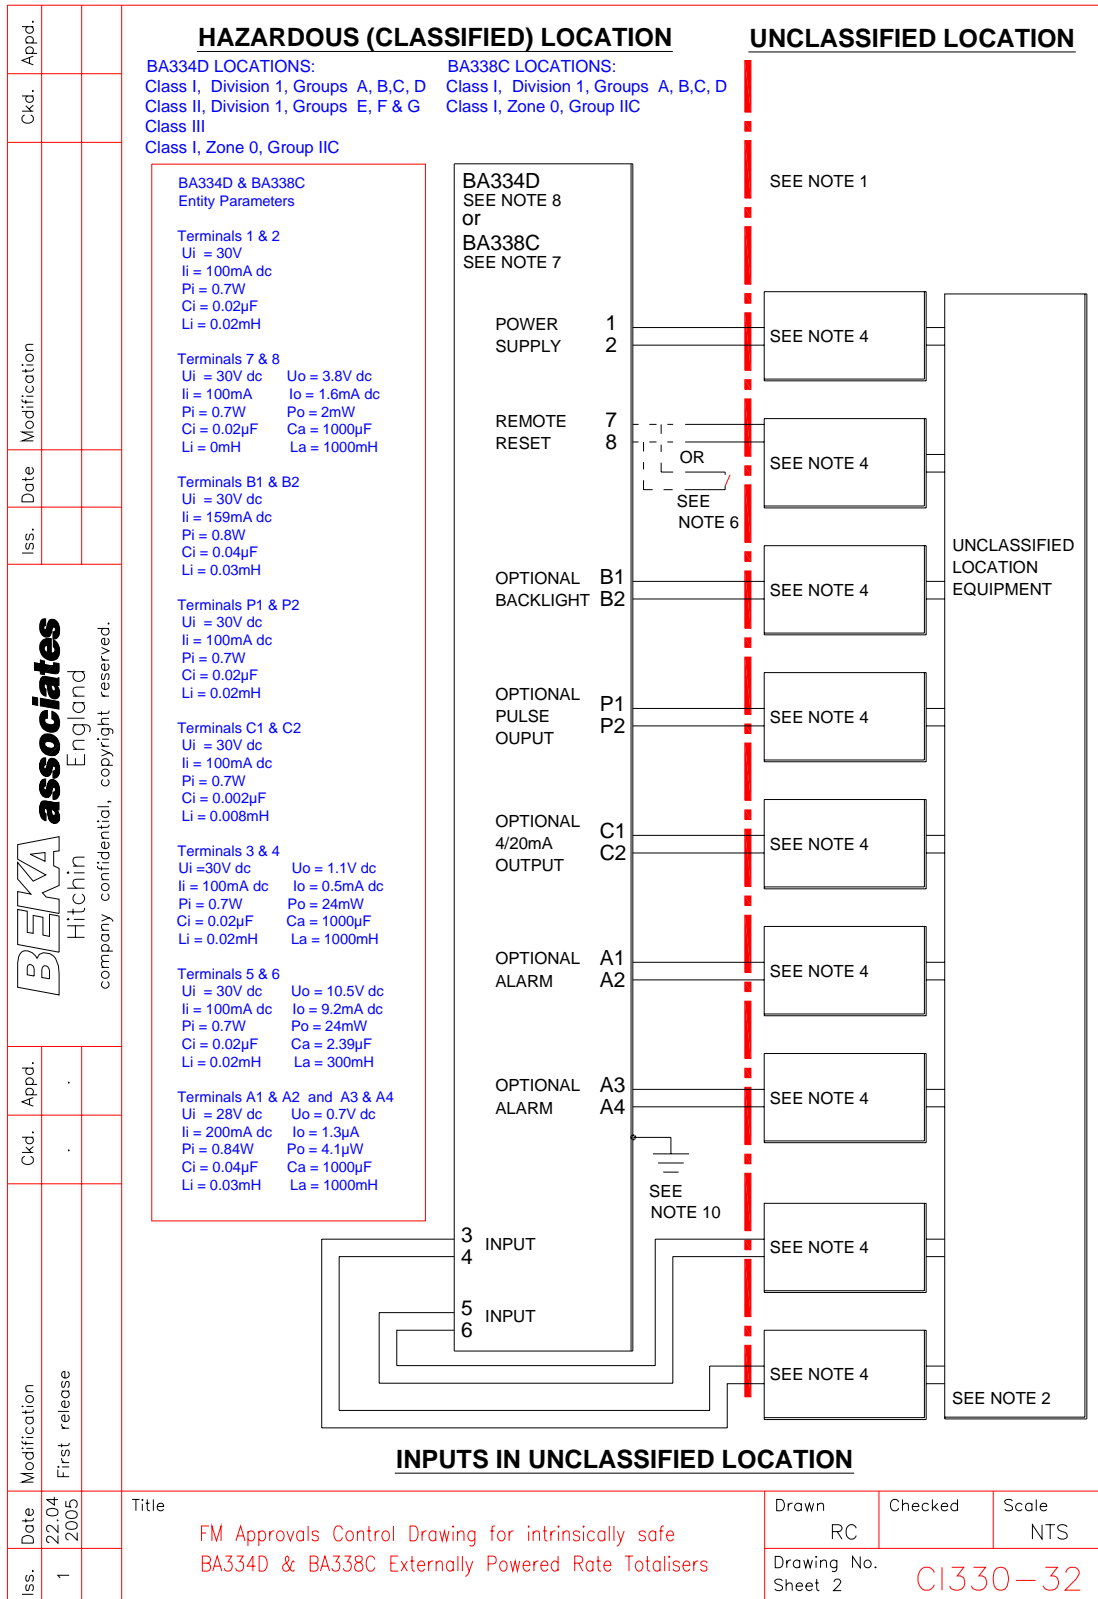 HAZARDOUS (CLASSIFIED) LOCATION
UNCLASSIFIED LOCATION
BA334D LOCATIONS:
Class I, Division 1, Groups A, B,C, D
Class II, Division 1, Groups E, F & G
Class III
Class I, Zone 0, Group IIC
BA338C LOCATIONS:
Class I, Division 1, Groups A, B,C, D
Class I, Zone 0, Group IIC
BA334D & BA338C
Entity Parameters
Terminals 1 & 2
Ui = 30V
Ii = 100mA dc
Pi = 0.7W
Ci = 0.02µF
Li = 0.02mH
Terminals 7 & 8
Ui = 30V dc Uo = 3.8V dc
Ii = 100mA Io = 1.6mA dc
Pi = 0.7W Po = 2mW
Ci = 0.02µF Ca = 1000µF
Li = 0mH La = 1000mH
Terminals B1 & B2
Ui = 30V dc
Ii = 159mA dc
Pi = 0.8W
Ci = 0.04µF
Li = 0.03mH
Terminals P1 & P2
Ui = 30V dc
Ii = 100mA dc
Pi = 0.7W
Ci = 0.02µF
Li = 0.02mH
Terminals C1 & C2
Ui = 30V dc
Ii = 100mA dc
Pi = 0.7W
Ci = 0.002µF
Li = 0.008mH
Terminals 3 & 4
Ui =30V dc Uo = 1.1V dc
Ii = 100mA dc Io = 0.5mA dc
Pi = 0.7W Po = 24mW
Ci = 0.02µF Ca = 1000µF
Li = 0.02mH La = 1000mH
Terminals 5 & 6
Ui = 30V dc Uo = 10.5V dc
Ii = 100mA dc Io = 9.2mA dc
Pi = 0.7W Po = 24mW
Ci = 0.02µF Ca = 2.39µF
Li = 0.02mH La = 300mH
Terminals A1 & A2 and A3 & A4
Ui = 28V dc Uo = 0.7V dc
Ii = 200mA dc Io = 1.3µA
Pi = 0.84W Po = 4.1µW
Ci = 0.04µF Ca = 1000µF
Li = 0.03mH La = 1000mH
BA334D
SEE NOTE 8
or
BA338C
SEE NOTE 7
POWER 1
SUPPLY 2
REMOTE 7
RESET 8
OR
SEE
NOTE 6
OPTIONAL B1
BACKLIGHT B2
OPTIONAL
PULSE P1
OUPUT P2
OPTIONAL
4/20mA C1
OUTPUT C2
OPTIONAL A1
ALARM A2
OPTIONAL A3
ALARM A4
SEE
NOTE 10
3
4
INPUT
5
6
INPUT
SEE NOTE 1
SEE NOTE 4
SEE NOTE 4
SEE NOTE 4
SEE NOTE 4
SEE NOTE 4
SEE NOTE 4
SEE NOTE 4
SEE NOTE 4
SEE NOTE 4
UNCLASSIFIED
LOCATION
EQUIPMENT
SEE NOTE 2
INPUTS IN UNCLASSIFIED LOCATION
Title
FM Approvals Control Drawing for intrinsically safe
BA334D & BA338C Externally Powered Rate Totalisers
Drawn
RC
Checked
Scale
NTS
Drawing No.
Sheet 2
CI330-32
Iss. Date Modification Ckd. Appd.
BEKA associates
Hitchin England
company confidential, copyright reserved.
Iss. Date Modification Ckd. Appd.
1 22.04 2005 First release . .